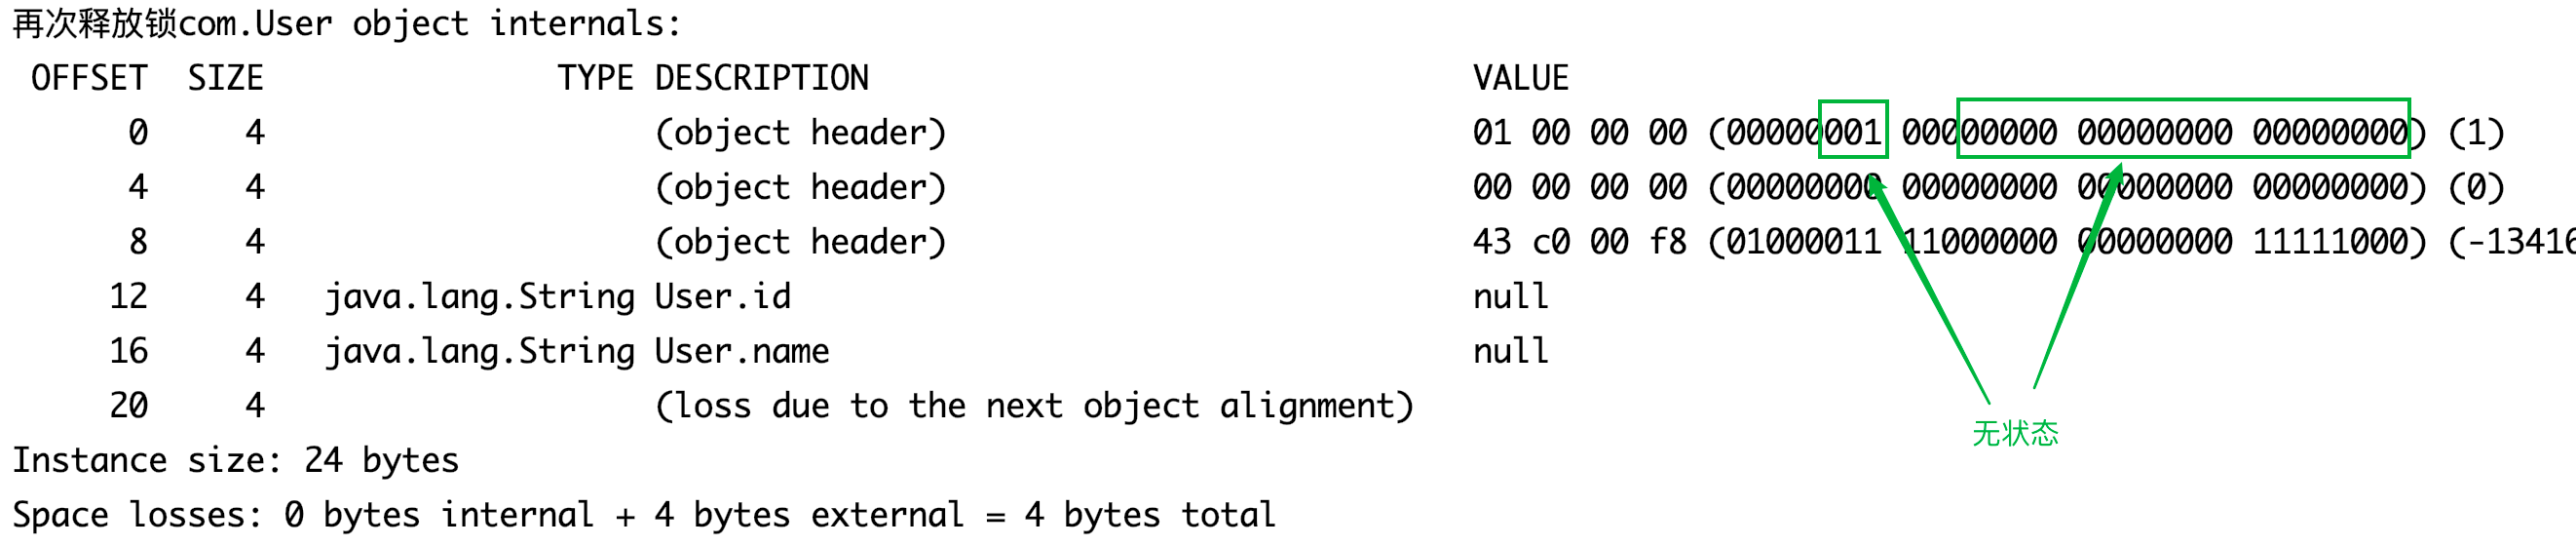 再次释放锁com.User object internals:
OFFSET SIZE TYPE DESCRIPTION VALUE
0 4 (object header) 01 00 00 00 (00000001 00000000 00000000 00000000) (1)
4 4 (object header) 00 00 00 00 (00000000 00000000 00000000 00000000) (0)
8 4 (object header) 43 c0 00 f8 (01000011 11000000 00000000 11111000) (-13416
12 4 java.lang.String User.id null
16 4 java.lang.String User.name null
20 4 (loss due to the next object alignment)
无状态
Instance size: 24 bytes
Space losses: 0 bytes internal + 4 bytes external = 4 bytes total